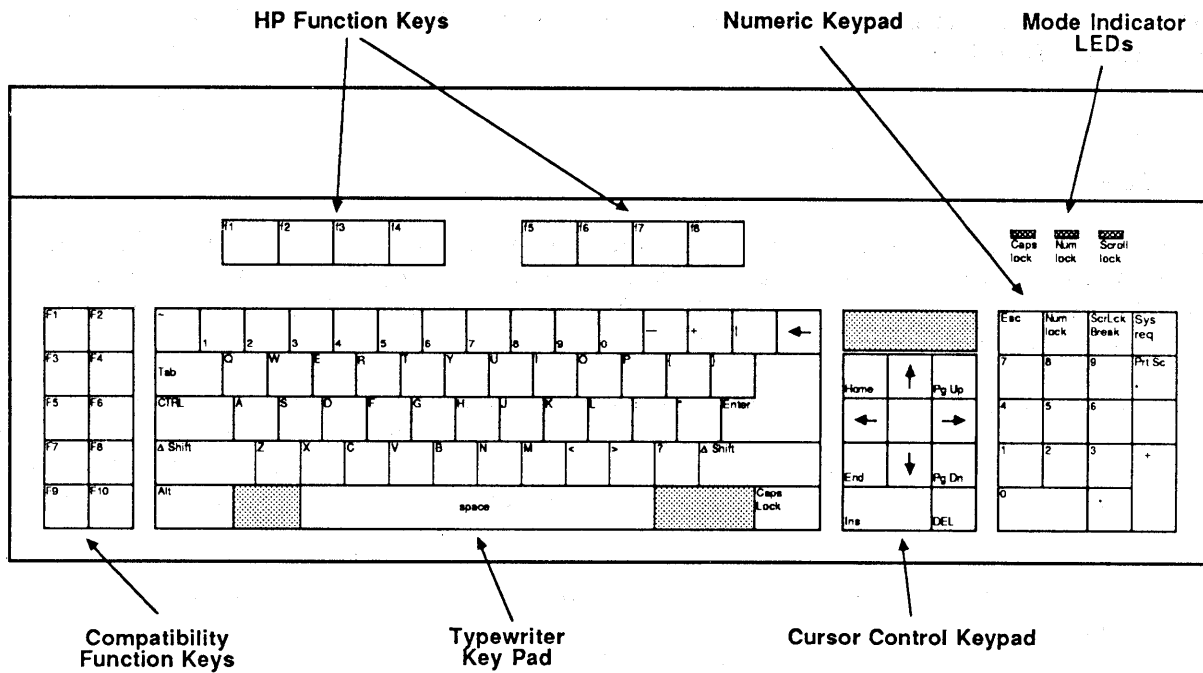 HP Function Keys
Numeric Keypad
Mode Indicator
LEDs
f1 f2 f3 f4 f5 f6 f7 f8
Caps lock
Num lock
Scroll lock
F1 F2
F3 F4
F5 F6
F7 F8
F9 F10
~ 1 2 3 4 5 6 7 8 9 0 — + | ←
Tab Q W E R T Y U I O P { }
CTRL A S D F G H J K L : " Enter
Δ Shift Z X C V B N M < > ? Δ Shift
Alt space Caps Lock
Home ↑ Pg Up
← →
End ↓ Pg Dn
Ins DEL
Esc Num lock ScrLck Break Sys req
7 8 9 Prt Sc
4 5 6
1 2 3 +
0 .
Compatibility
Function Keys
Typewriter
Key Pad
Cursor Control Keypad